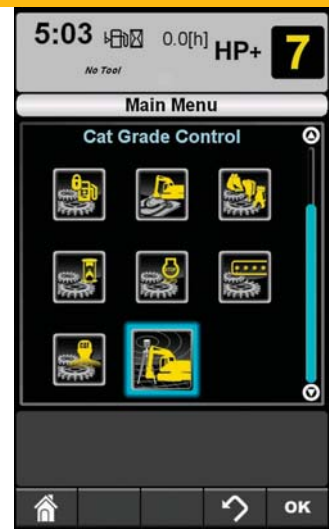 5:03 0.0[h] HP+ 7
No Tool
Main Menu
Cat Grade Control
CAT
OK